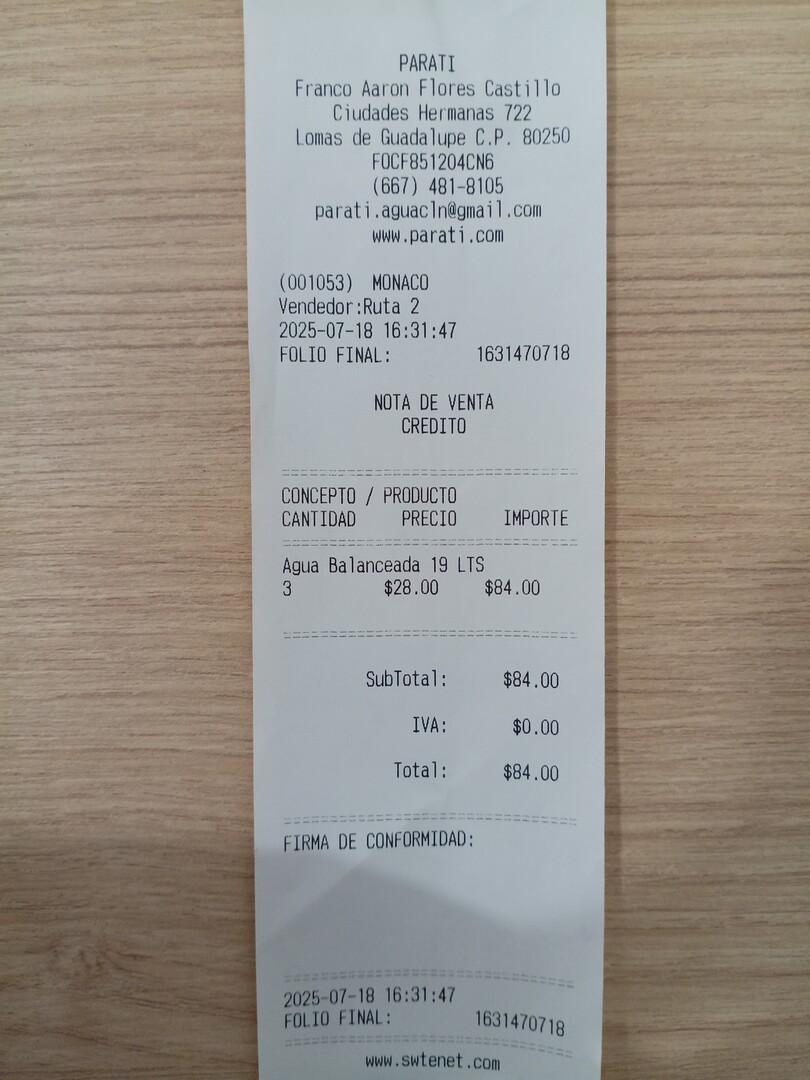 PARATI
Franco Aaron Flores Castillo
Ciudades Hermanas 722
Lomas de Guadalupe C.P. 80250
FOCF851204CN6
(667) 481-8105
parati.aguacln@gmail.com
www.parati.com
(001053) MONACO
Vendedor:Ruta 2
2025-07-18 16:31:47
FOLIO FINAL: 1631470718
NOTA DE VENTA
CREDITO
CONCEPTO / PRODUCTO
CANTIDAD PRECIO IMPORTE
Agua Balanceada 19 LTS
3 $28.00 $84.00
SubTotal: $84.00
IVA: $0.00
Total: $84.00
FIRMA DE CONFORMIDAD:
2025-07-18 16:31:47
FOLIO FINAL: 1631470718
www.swtenet.com